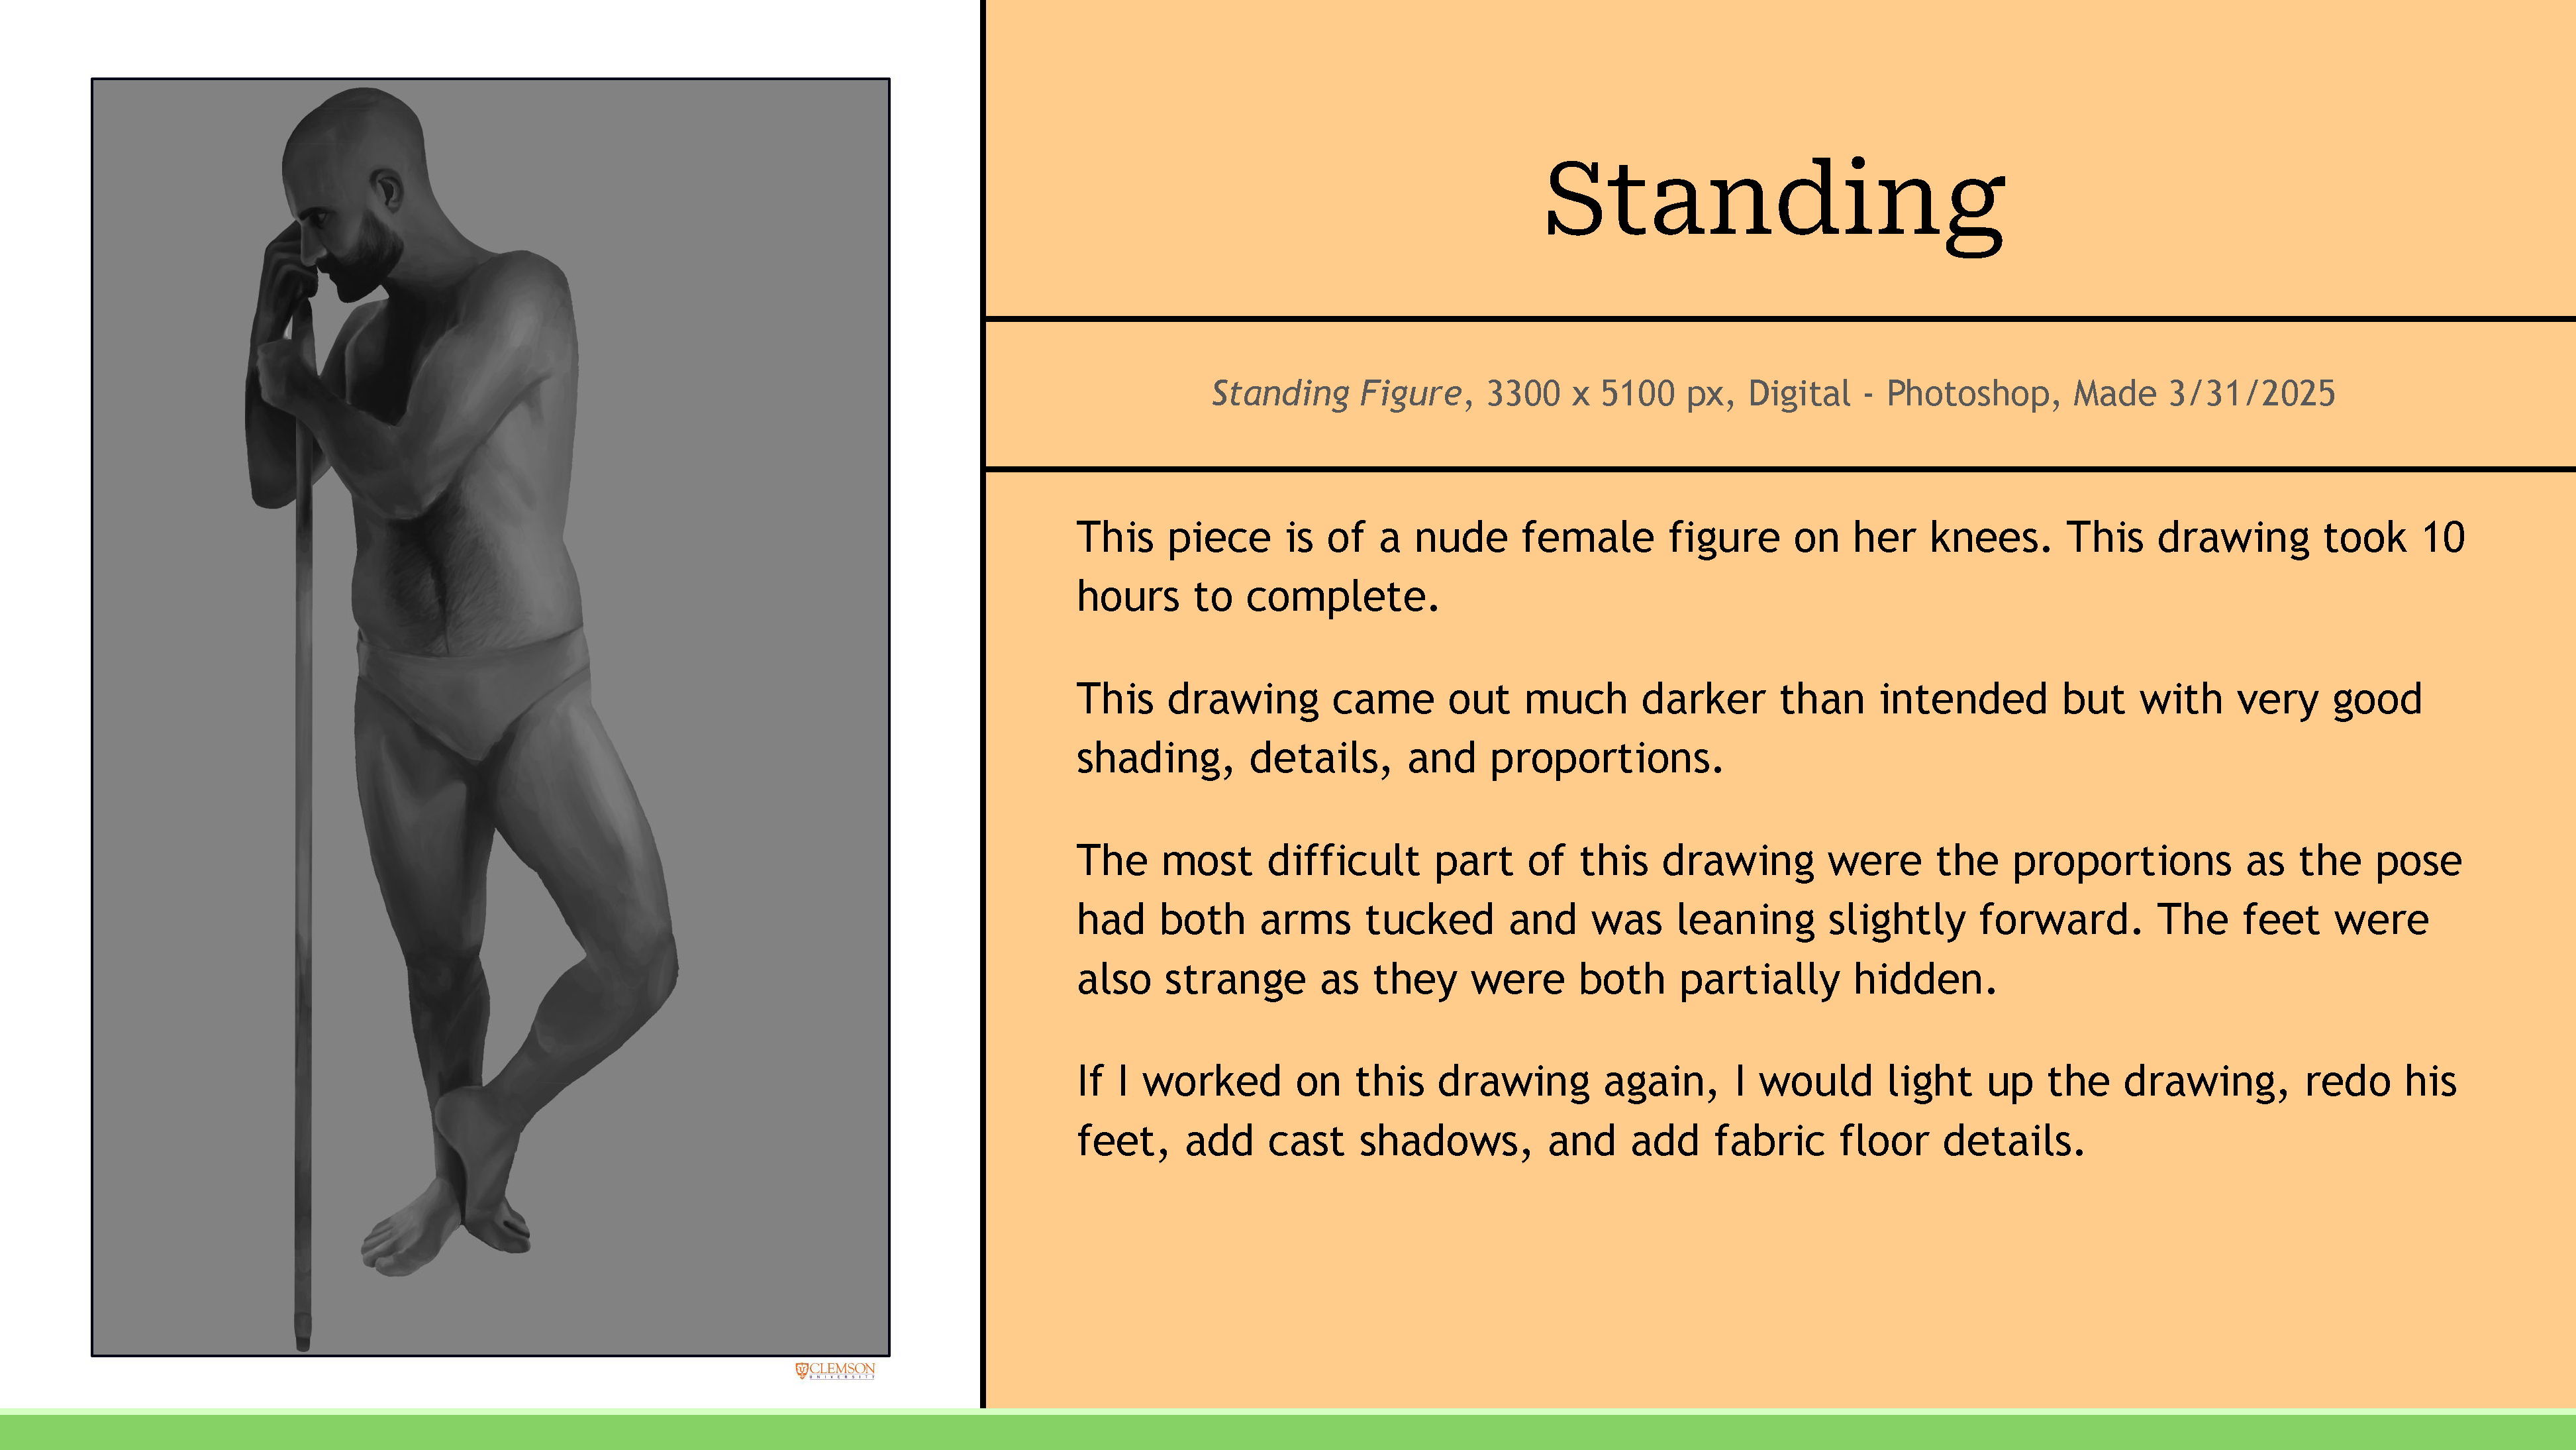 Standing
Standing Figure, 3300 x 5100 px, Digital - Photoshop, Made 3/31/2025
This piece is of a nude female figure on her knees. This drawing took 10
hours to complete.
This drawing came out much darker than intended but with very good
shading, details, and proportions.
The most difficult part of this drawing were the proportions as the pose
had both arms tucked and was leaning slightly forward. The feet were
also strange as they were both partially hidden.
If I worked on this drawing again, I would light up the drawing, redo his
feet, add cast shadows, and add fabric floor details.
CLEMSON
UNIVERSITY